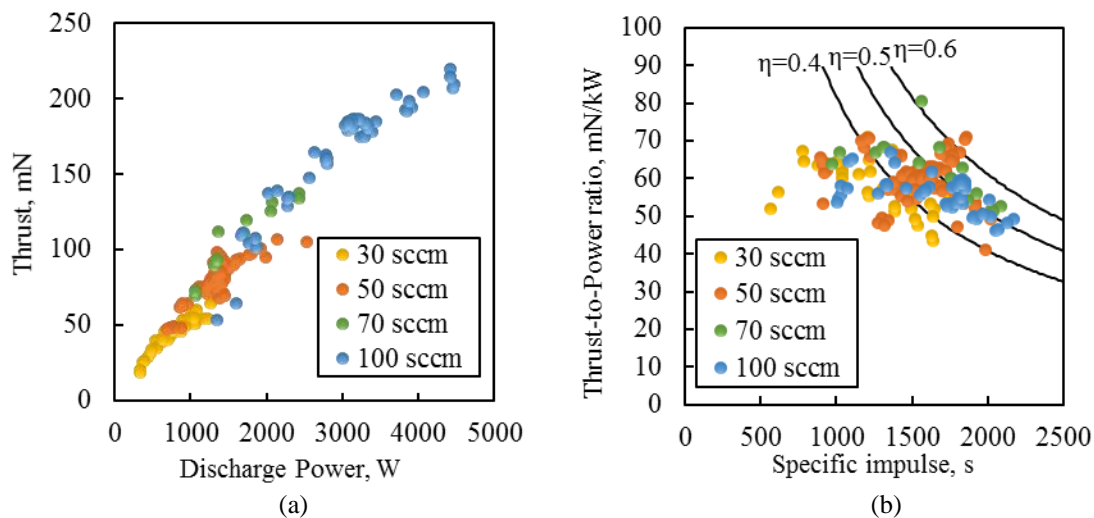 250
200
150
100
50
0
Thrust, mN
30 sccm
50 sccm
70 sccm
100 sccm
0 1000 2000 3000 4000 5000
Discharge Power, W
(a)
100
90
80
70
60
50
40
30
20
10
0
Thrust-to-Power ratio, mN/kW
η=0.4 η=0.5 η=0.6
30 sccm
50 sccm
70 sccm
100 sccm
0 500 1000 1500 2000 2500
Specific impulse, s
(b)